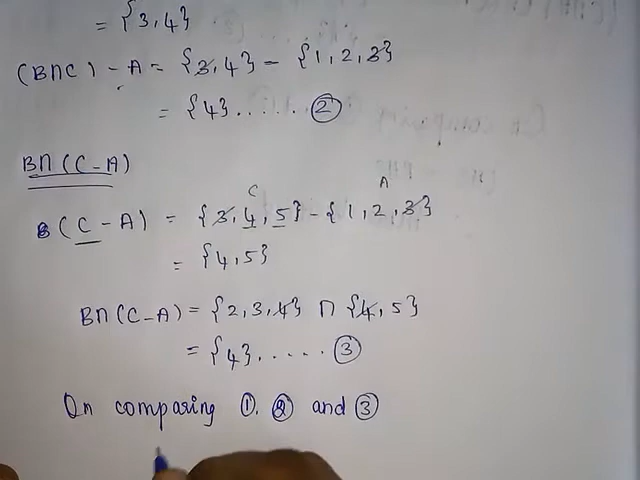 = {3,4}
(B∩C) - A = {3,4} - {1,2,3}
= {4} ...... ②
B∩(C-A)
C A
B (C-A) = {3,4,5} - {1,2,3}
= {4,5}
B∩(C-A) = {2,3,4} ∩ {4,5}
= {4} ..... ③
On comparing ①. ② and ③